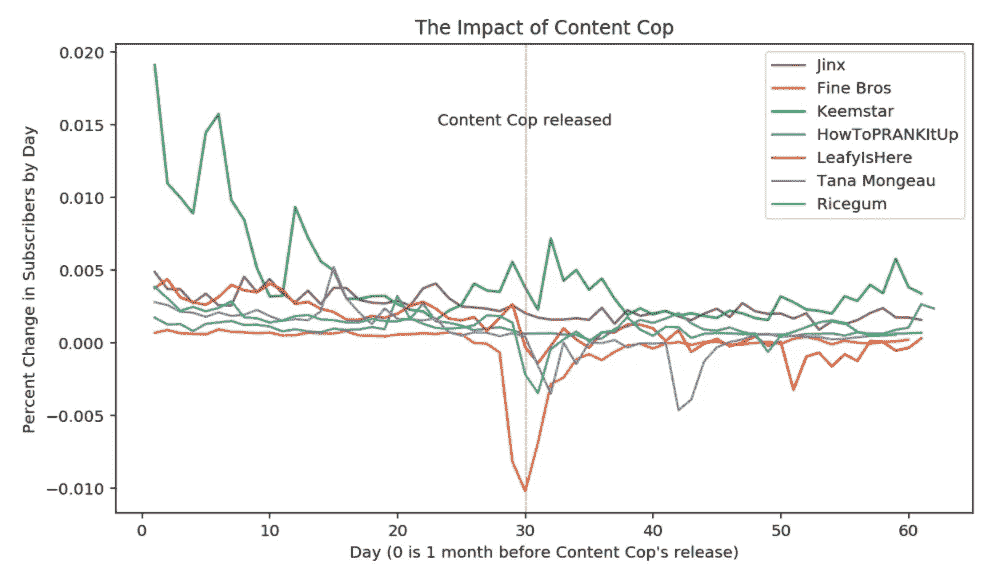 The Impact of Content Cop
Percent Change in Subscribers by Day
0.020
0.015
0.010
0.005
0.000
−0.005
−0.010
Content Cop released
Jinx
Fine Bros
Keemstar
HowToPRANKItUp
LeafyIsHere
Tana Mongeau
Ricegum
0 10 20 30 40 50 60
Day (0 is 1 month before Content Cop's release)